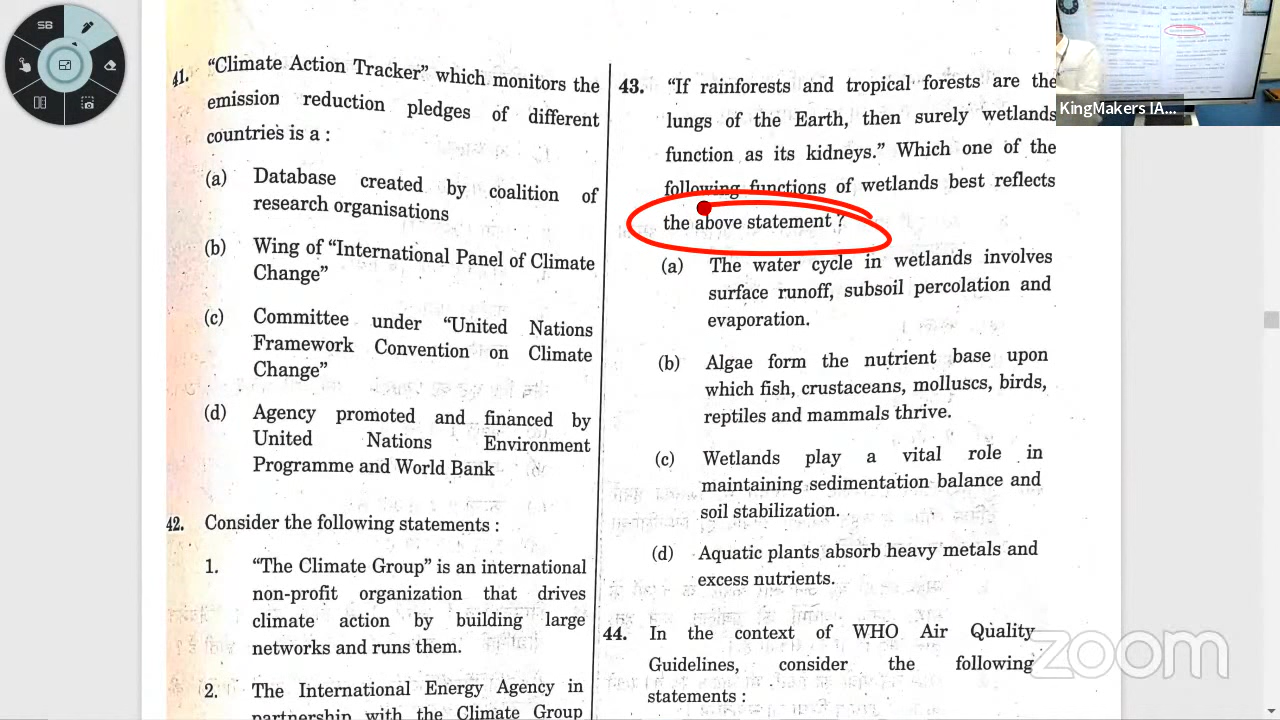 SB
41. "Climate Action Tracker, which monitors the
emission reduction pledges of different
countries is a :
(a) Database created by coalition of
research organisations
(b) Wing of "International Panel of Climate
Change"
(c) Committee under "United Nations
Framework Convention on Climate
Change"
(d) Agency promoted and financed by
United Nations Environment
Programme and World Bank
42. Consider the following statements :
1. "The Climate Group" is an international
non-profit organization that drives
climate action by building large
networks and runs them.
2. The International Energy Agency in
partnership with the Climate Group
43. "If rainforests and tropical forests are the
lungs of the Earth, then surely wetlands
function as its kidneys." Which one of the
following functions of wetlands best reflects
the above statement ?
(a) The water cycle in wetlands involves
surface runoff, subsoil percolation and
evaporation.
(b) Algae form the nutrient base upon
which fish, crustaceans, molluscs, birds,
reptiles and mammals thrive.
(c) Wetlands play a vital role in
maintaining sedimentation balance and
soil stabilization.
(d) Aquatic plants absorb heavy metals and
excess nutrients.
44. In the context of WHO Air Quality
Guidelines, consider the following
statements :
KingMakers IA...
zoom